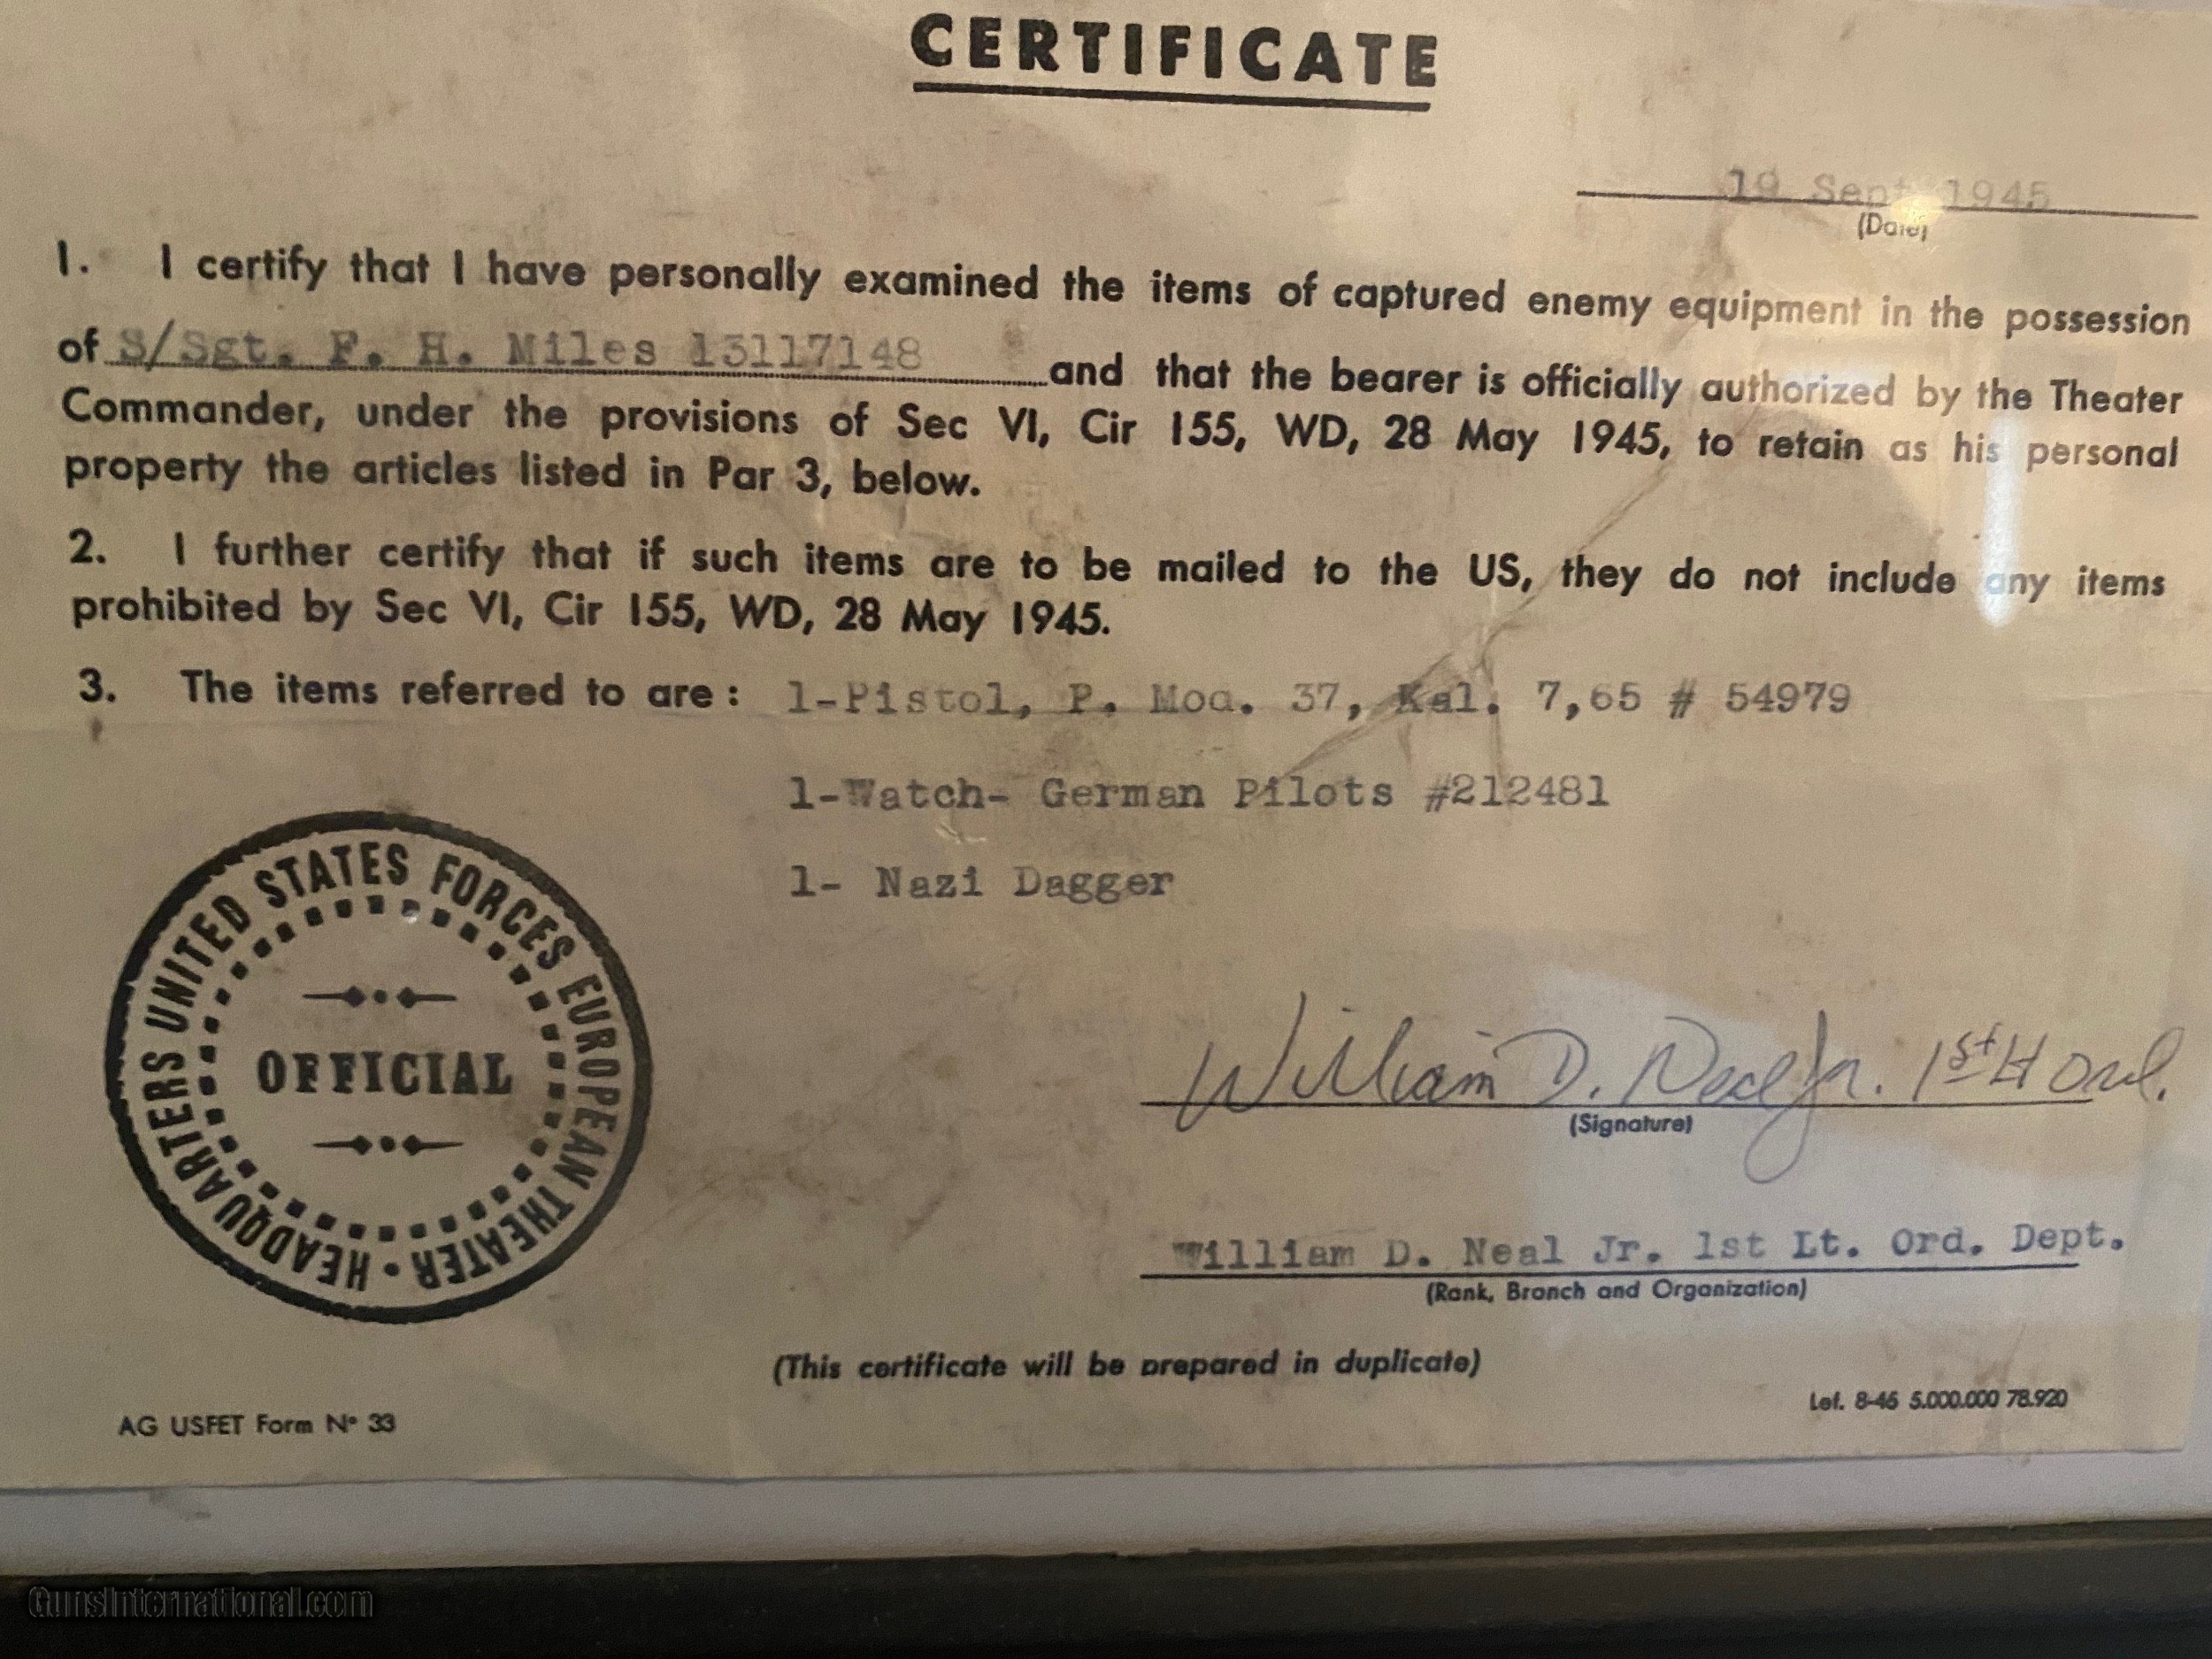 CERTIFICATE
19 Sept 1945
(Date)
1. I certify that I have personally examined the items of captured enemy equipment in the possession
of S/Sgt. F. H. Miles 13117148 and that the bearer is officially authorized by the Theater
Commander, under the provisions of Sec VI, Cir 155, WD, 28 May 1945, to retain as his personal
property the articles listed in Par 3, below.
2. I further certify that if such items are to be mailed to the US, they do not include any items
prohibited by Sec VI, Cir 155, WD, 28 May 1945.
3. The items referred to are: 1-Pistol, P. Mod. 37, Kal. 7,65 # 54979
1-Watch- German Pilots #212481
1- Nazi Dagger
HEADQUARTERS UNITED STATES FORCES EUROPEAN THEATER •
OFFICIAL
William D. Neal Jr. 1st Lt Ord.
(Signature)
William D. Neal Jr. 1st Lt. Ord. Dept.
(Rank, Branch and Organization)
(This certificate will be prepared in duplicate)
AG USFET Form Nº 33
Lef. 8-45 5.000.000 78.920
GunsInternational.com